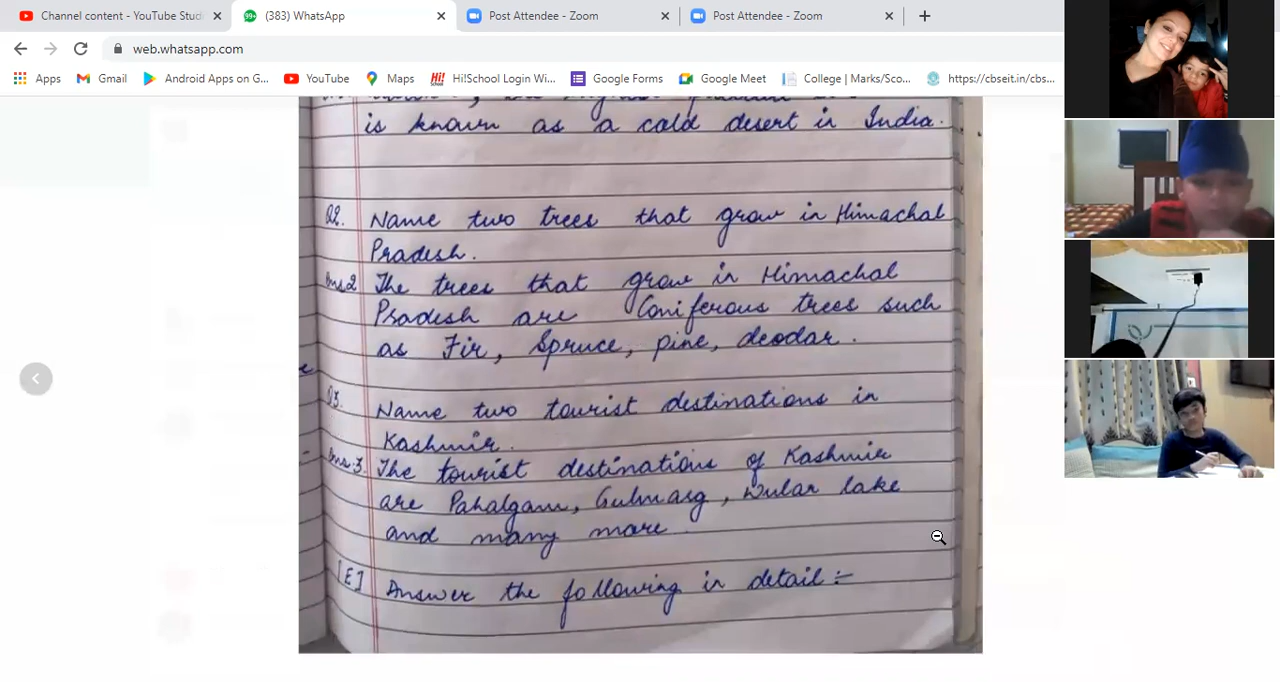 Channel content - YouTube Stud
(383) WhatsApp
Post Attendee - Zoom
Post Attendee - Zoom
web.whatsapp.com
Apps
Gmail
Android Apps on G...
YouTube
Maps
Hi! Hi!School Login Wi...
Google Forms
Google Meet
College | Marks/Sco...
https://cbseit.in/cbs...
is known as a cold desert in India.
Q2. Name two trees that grow in Himachal
Pradesh.
Ans2 The trees that grow in Himachal
Pradesh are Coniferous trees such
as Fir, Spruce, pine, deodar.
Q3. Name two tourist destinations in
Kashmir.
Ans.3. The tourist destinations of Kashmir
are Pahalgam, Gulmarg, Wular lake
and many more.
[E] Answer the following in detail :-